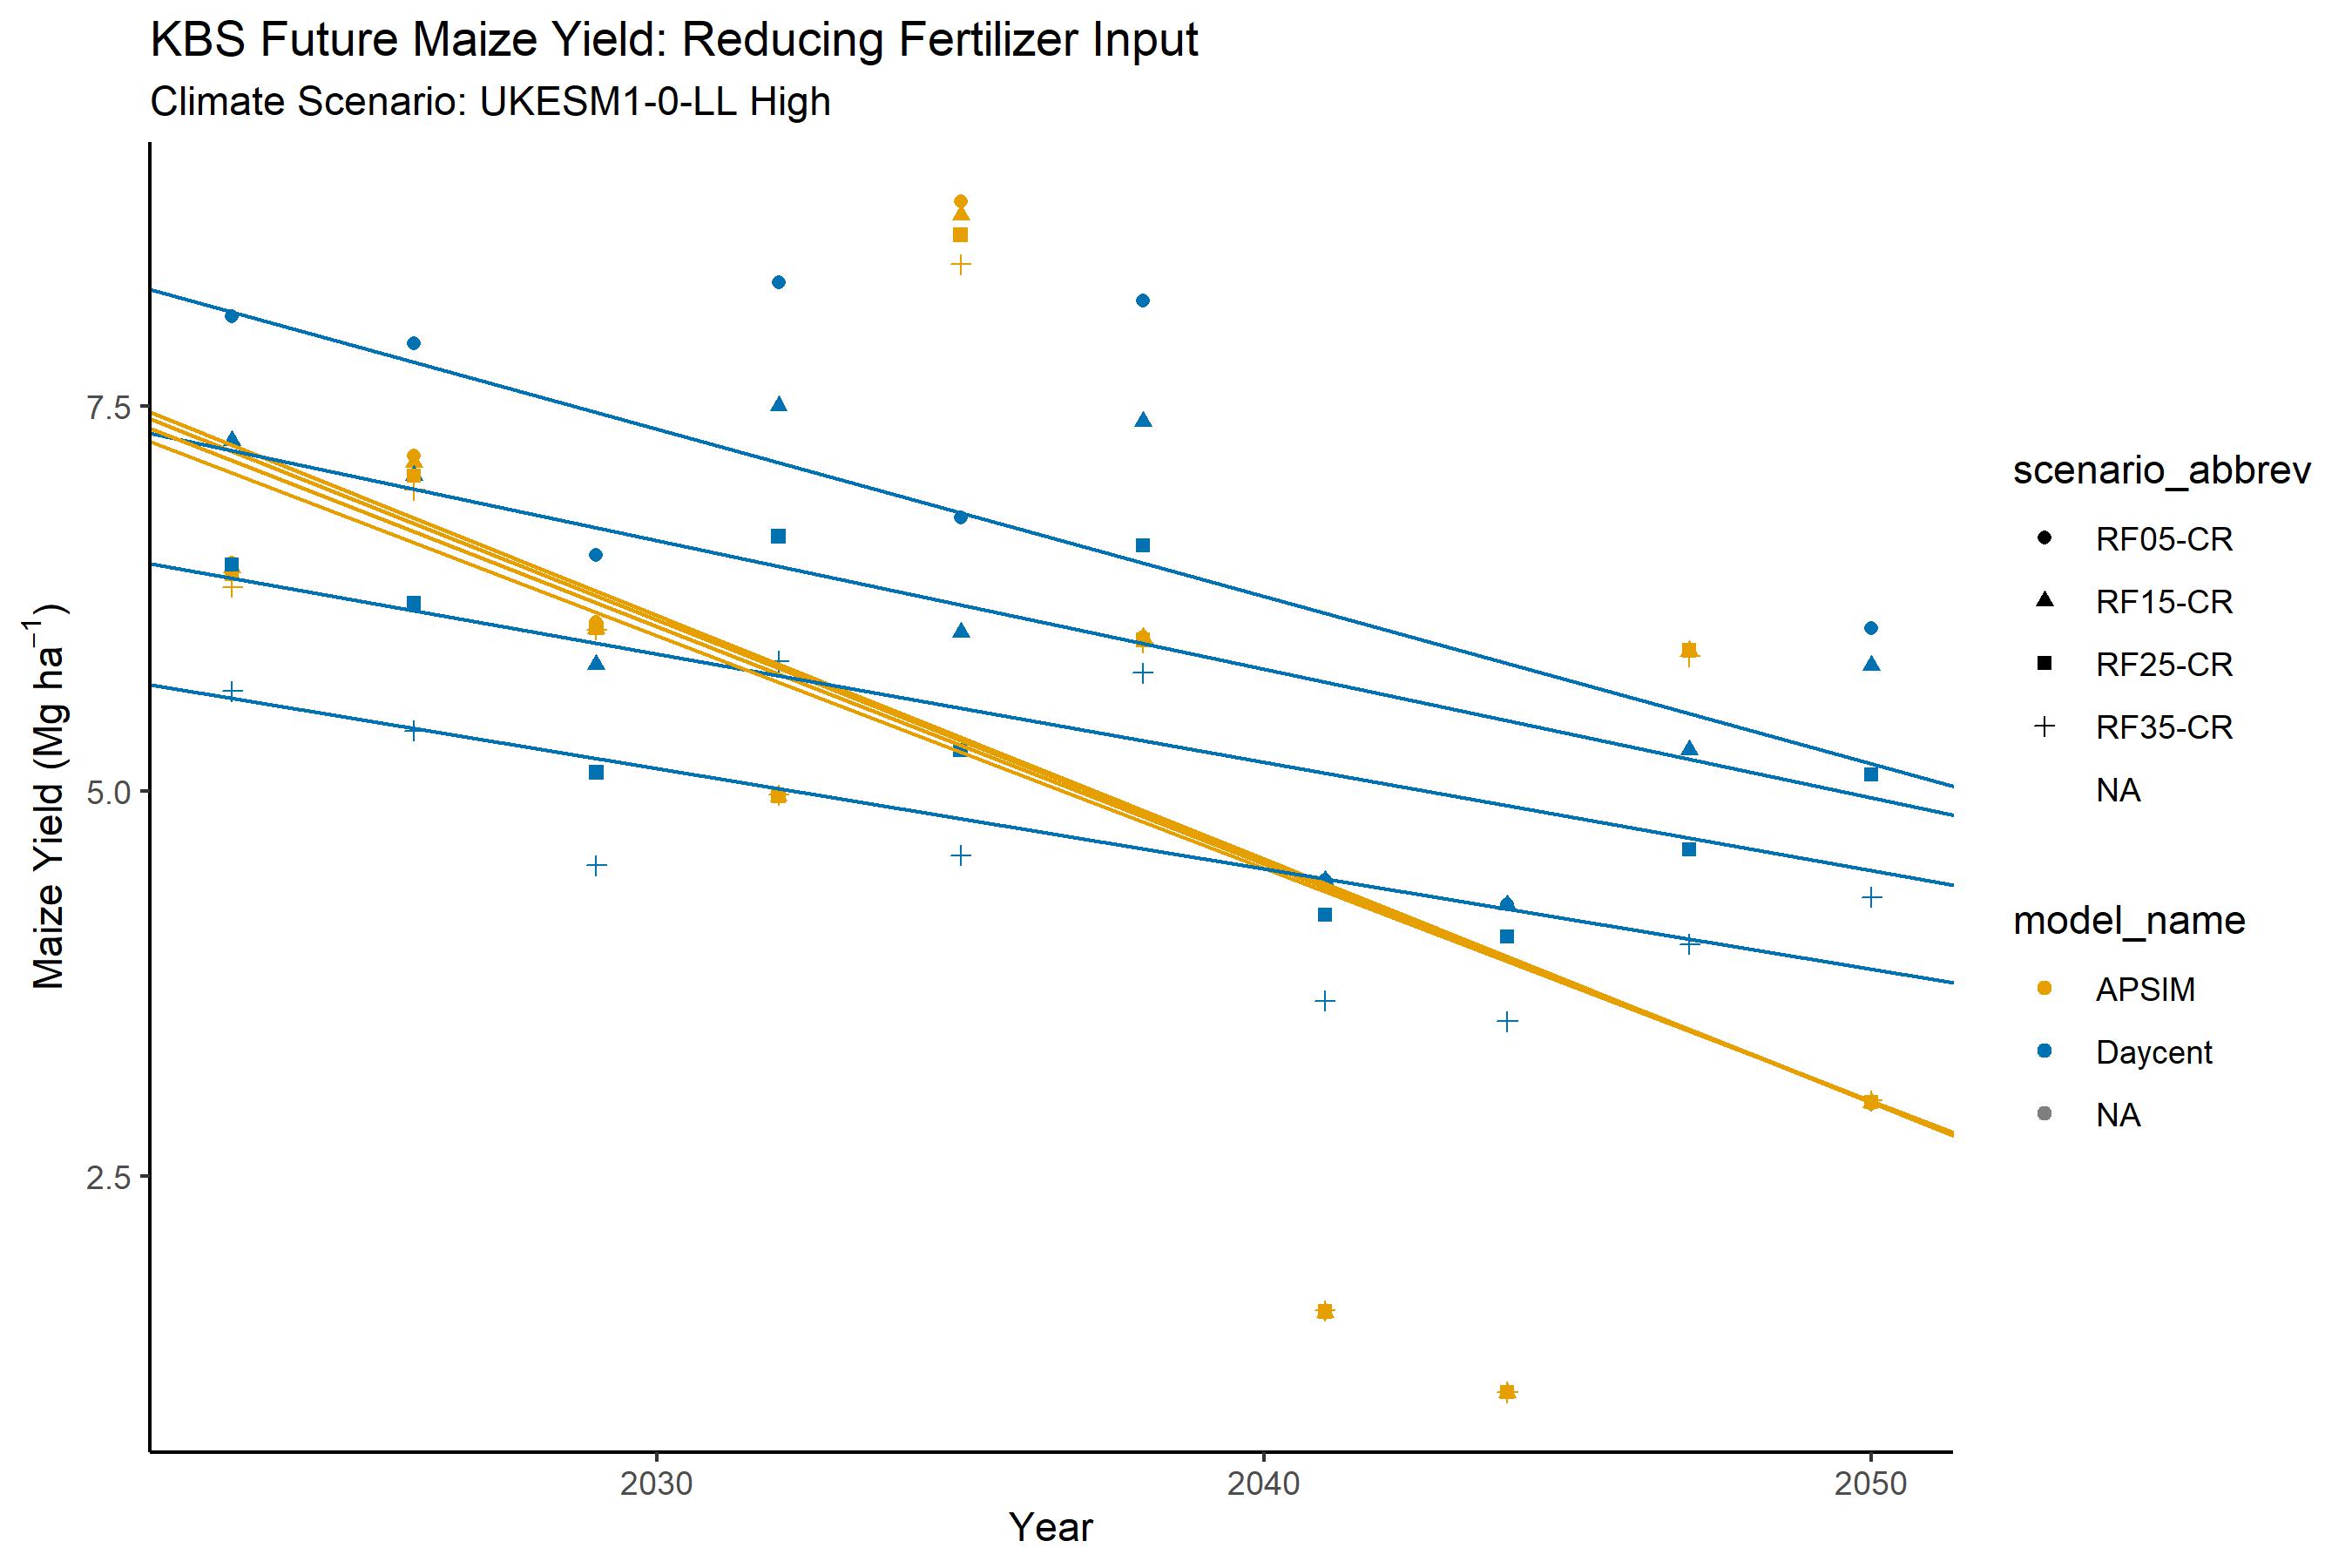 KBS Future Maize Yield: Reducing Fertilizer Input
Climate Scenario: UKESM1-0-LL High
Maize Yield (Mg ha⁻¹)
7.5
5.0
2.5
2030
2040
2050
Year
scenario_abbrev
RF05-CR
RF15-CR
RF25-CR
RF35-CR
NA
model_name
APSIM
Daycent
NA